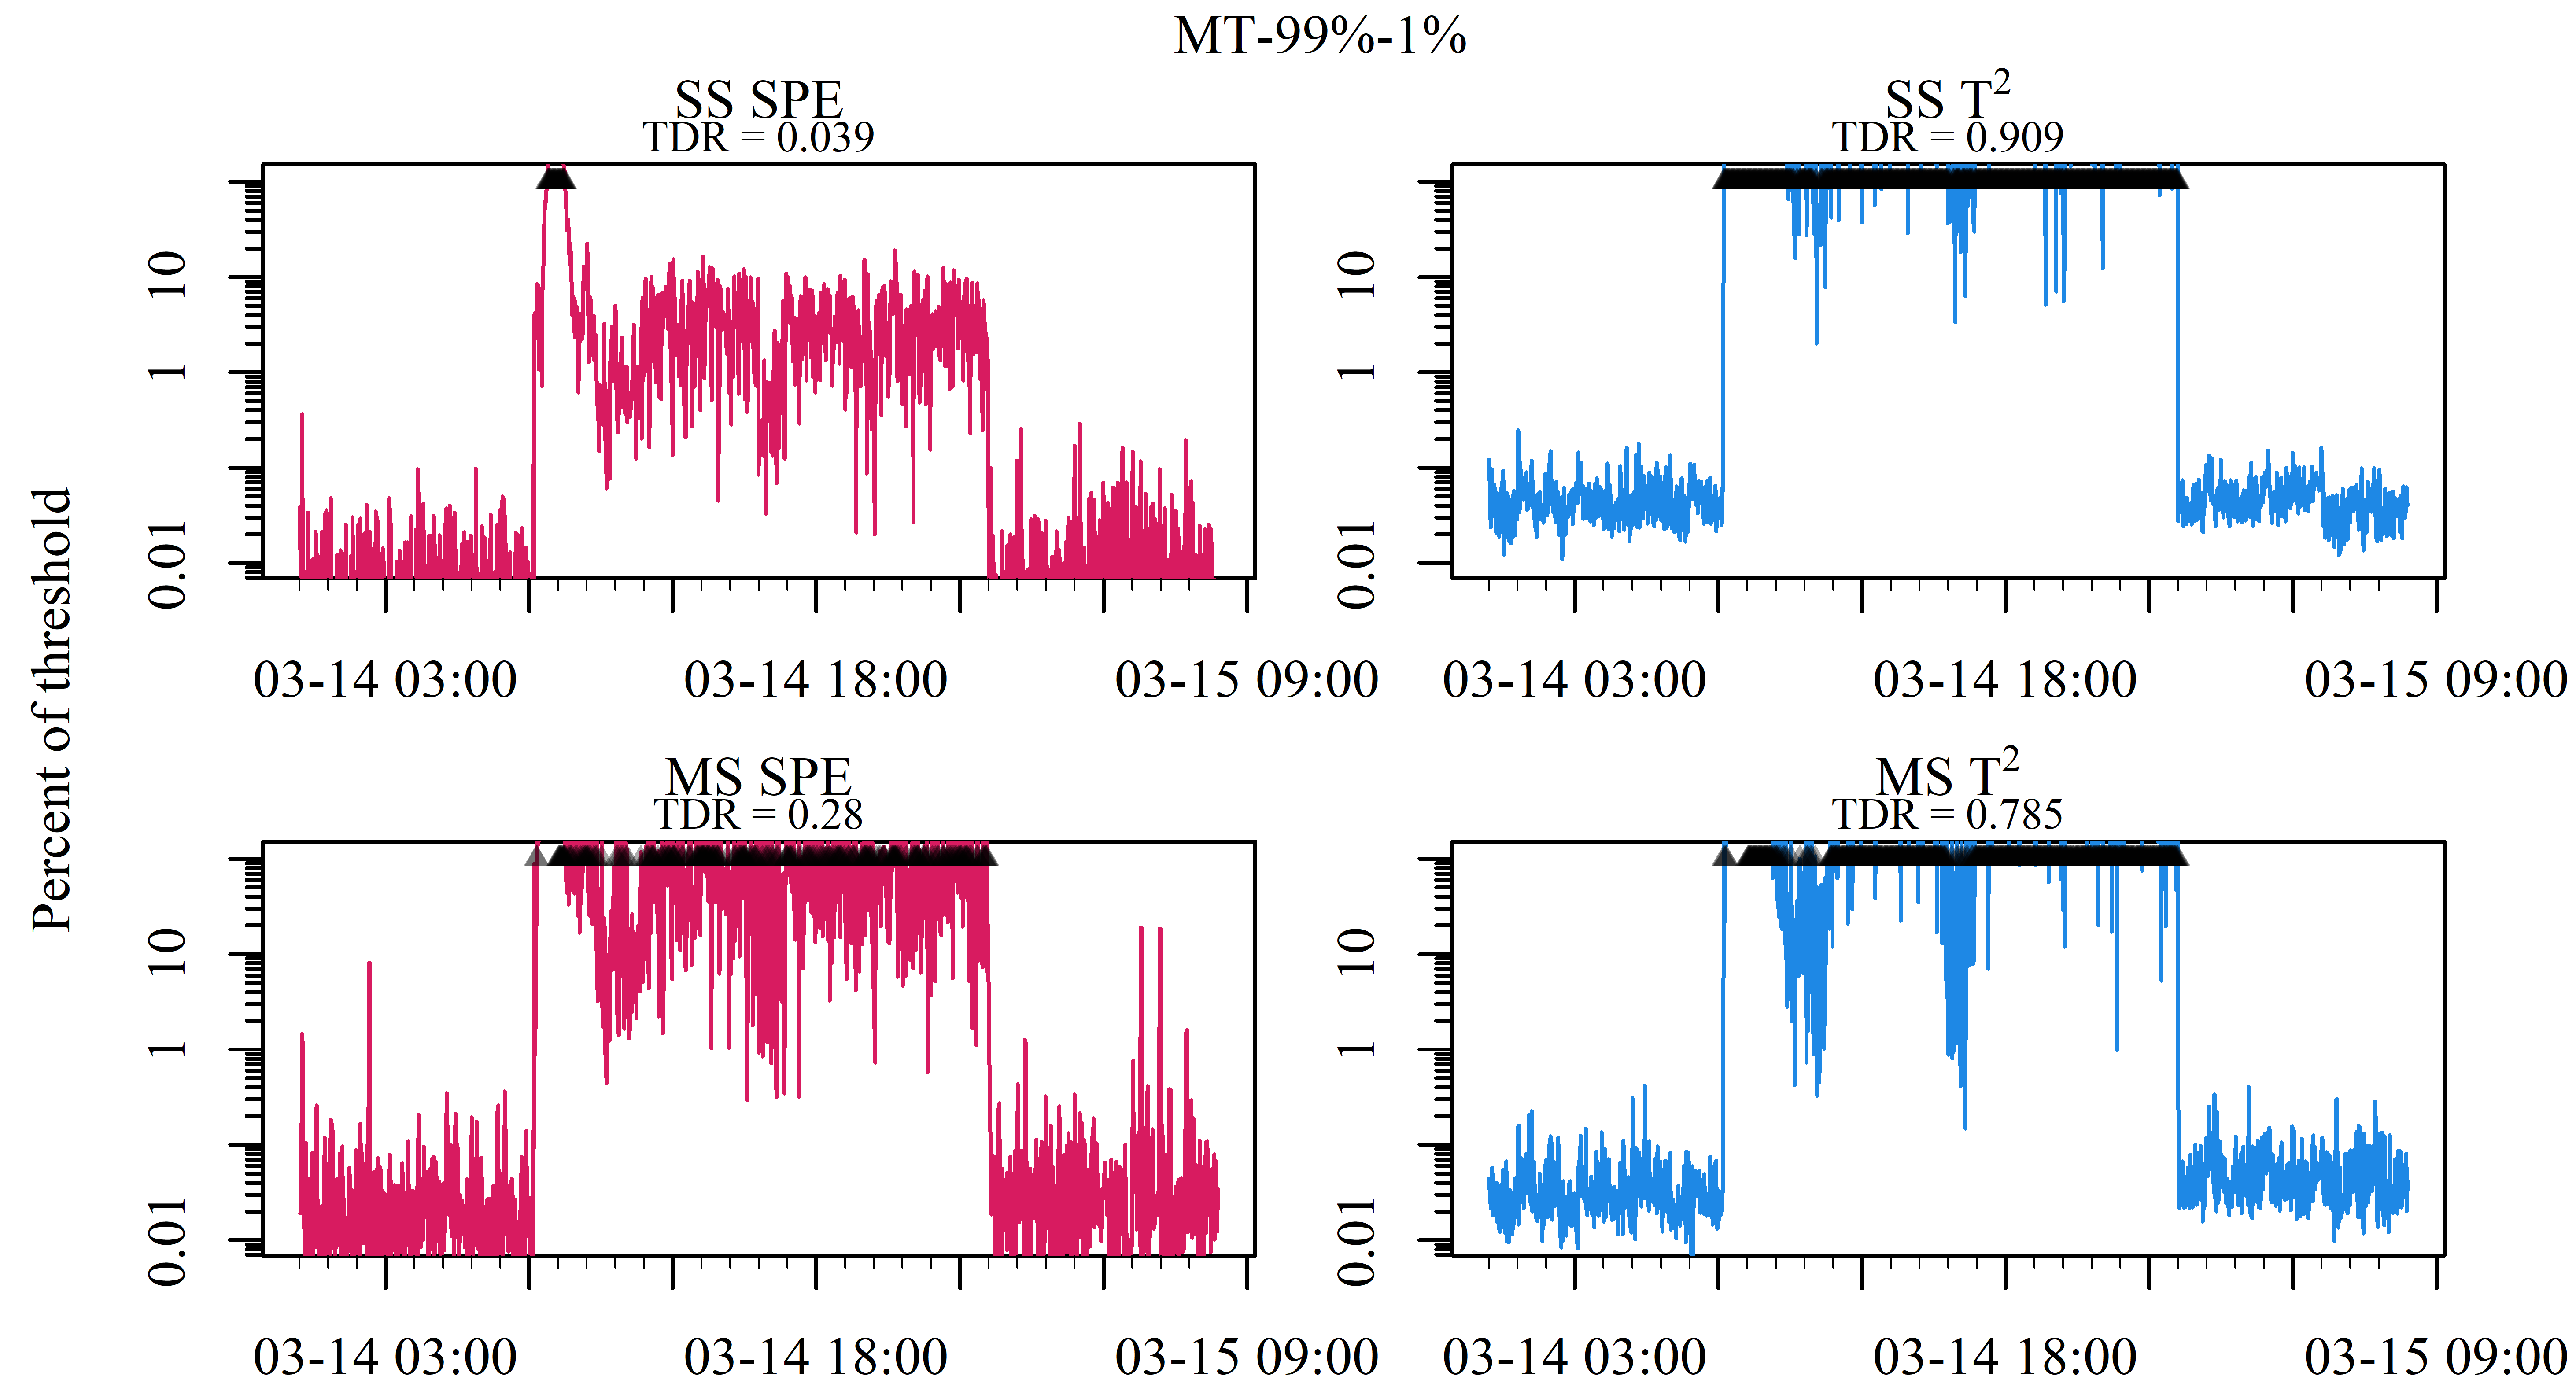 MT-99%-1%
SS SPE
TDR = 0.039
10
1
0.01
03-14 03:00
03-14 18:00
03-15 09:00
SS T²
TDR = 0.909
10
1
0.01
03-14 03:00
03-14 18:00
03-15 09:00
Percent of threshold
MS SPE
TDR = 0.28
10
1
0.01
03-14 03:00
03-14 18:00
03-15 09:00
MS T²
TDR = 0.785
10
1
0.01
03-14 03:00
03-14 18:00
03-15 09:00